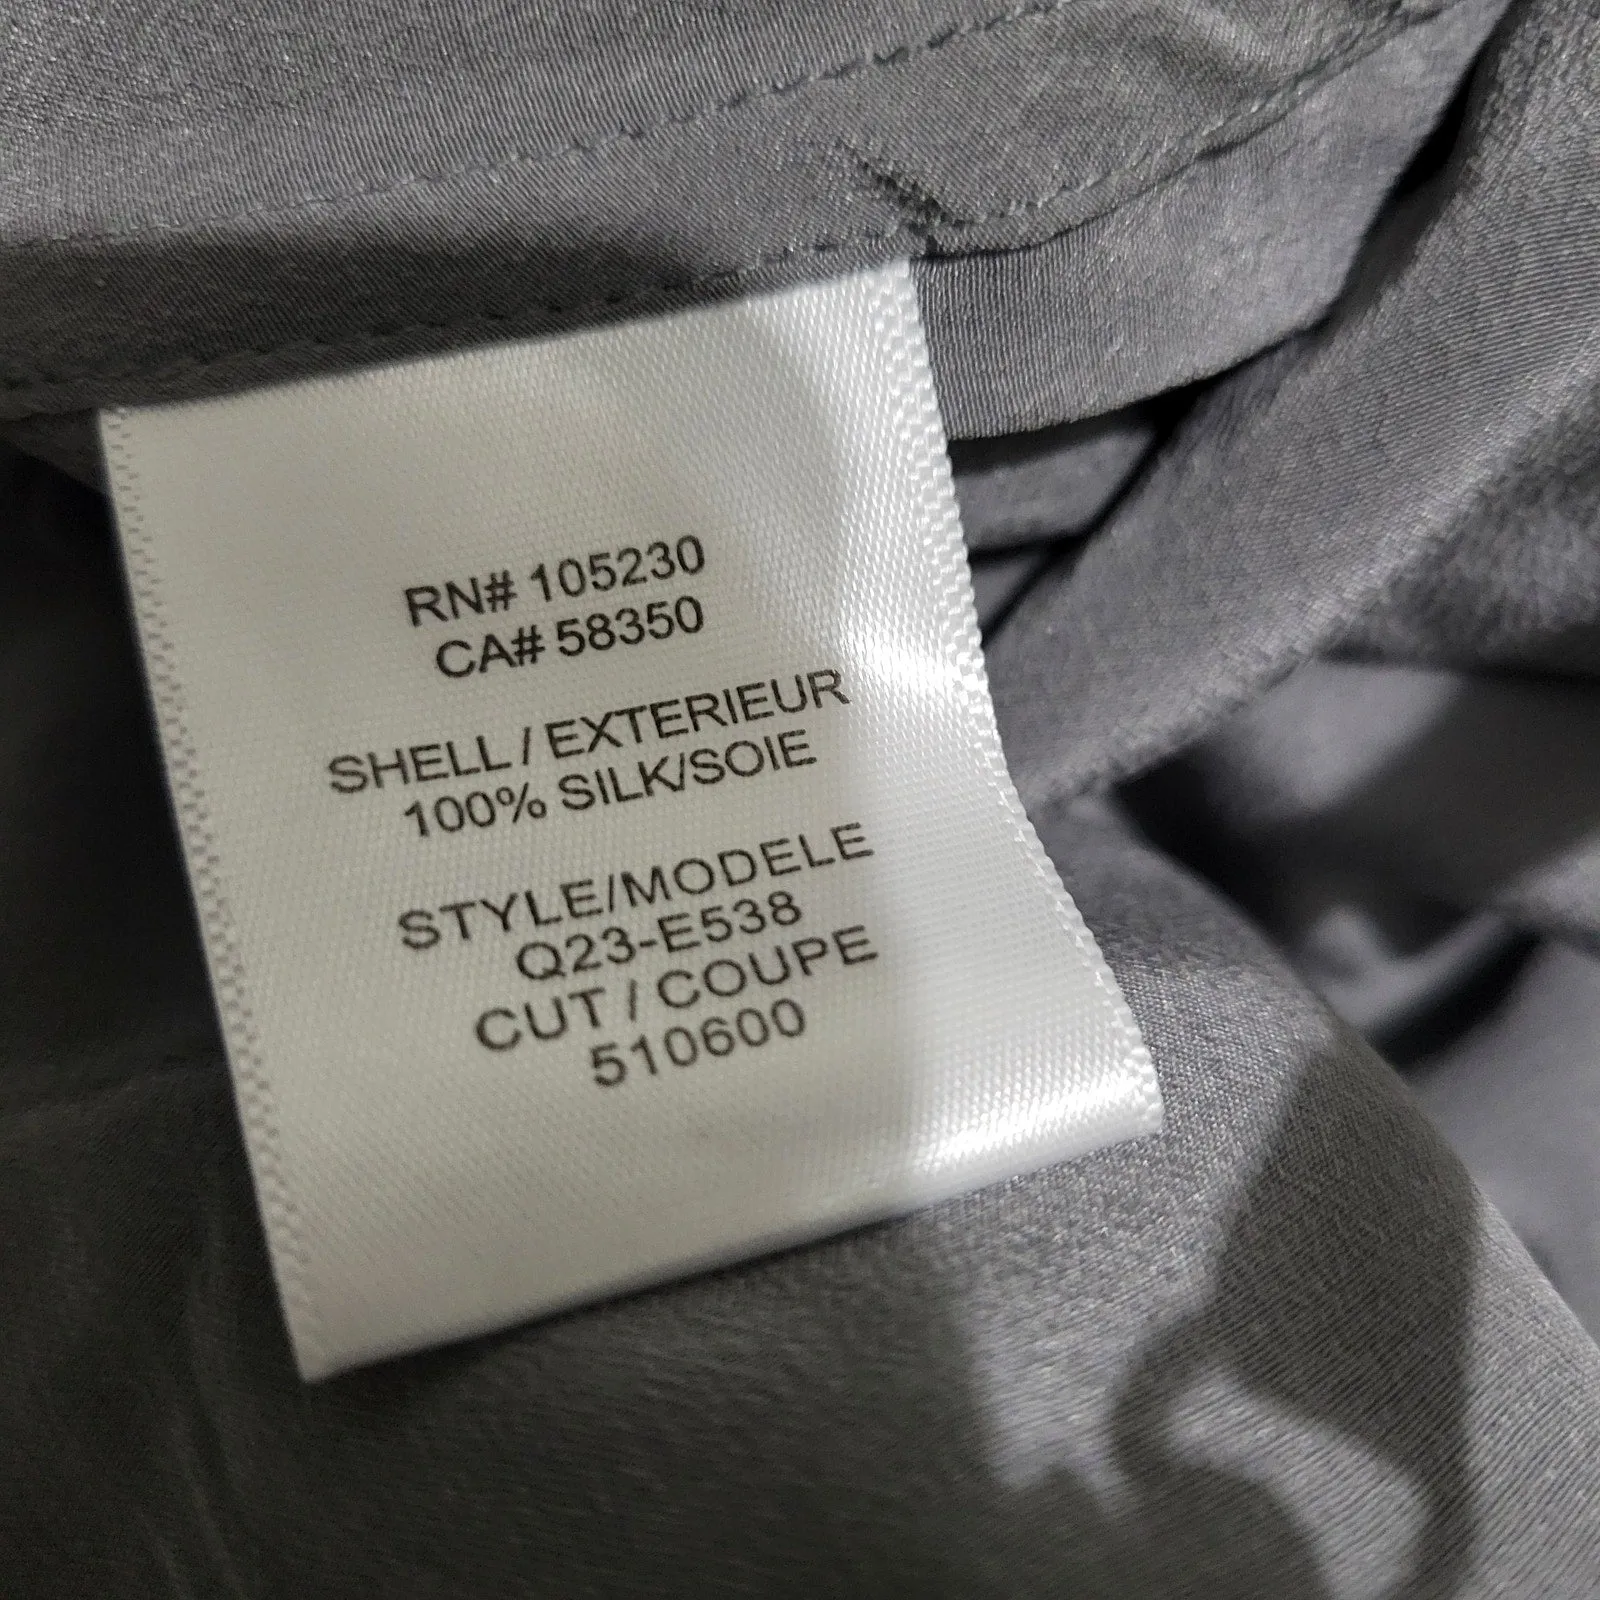 RN# 105230
CA# 58350
SHELL / EXTERIEUR
100% SILK/SOIE
STYLE/MODELE
Q23-E538
CUT / COUPE
510600